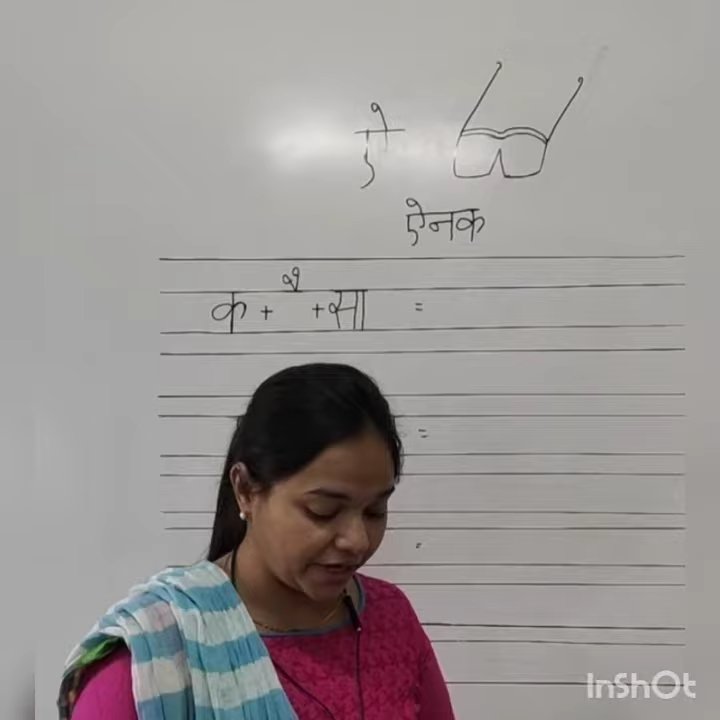 ऐ
ऐनक
क + ै + सा =
=
=
InShOt